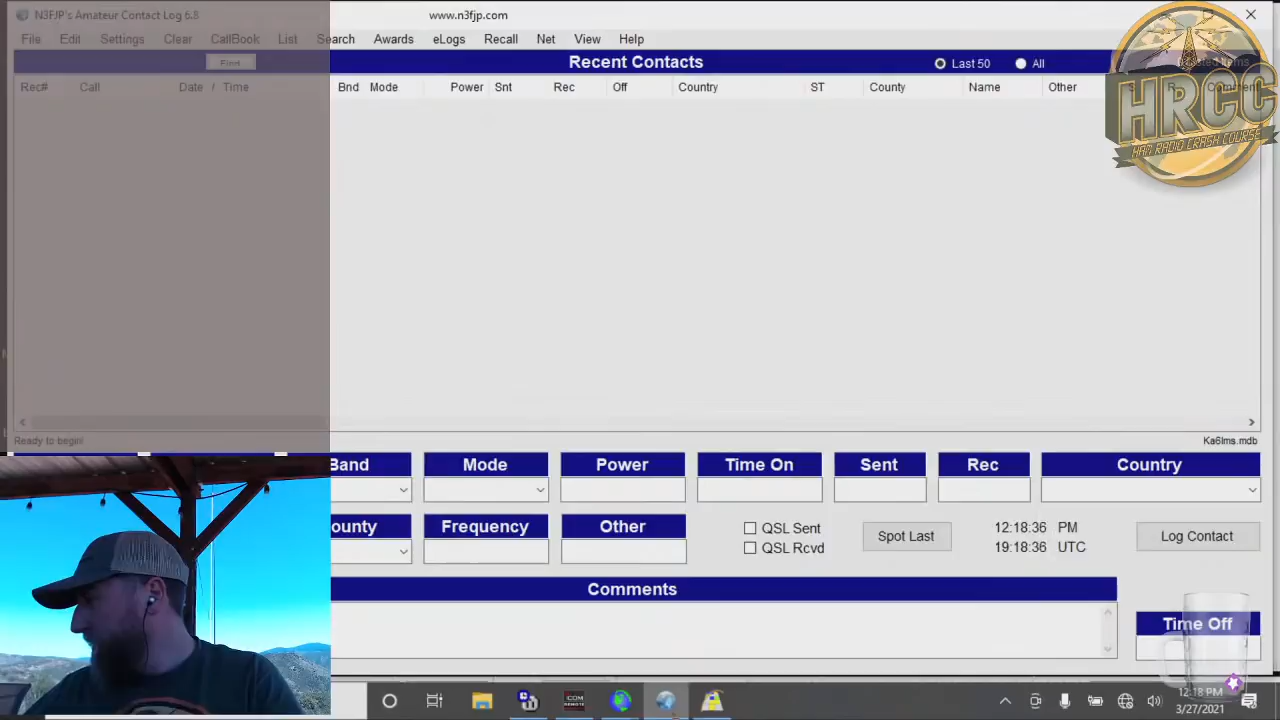 N3FJP's Amateur Contact Log 6.8
www.n3fjp.com
File Edit Settings Clear CallBook List Search Awards eLogs Recall Net View Help
Find Recent Contacts Last 50 All
Rec# Call Date / Time Bnd Mode Power Snt Rec Off Country ST County Name Other Comment
HRCC
HAM RADIO CRASH COURSE
Ready to begin! Ka6lms.mdb
Band Mode Power Time On Sent Rec Country
ounty Frequency Other
QSL Sent
QSL Rcvd
Spot Last
12:18:36 PM
19:18:36 UTC
Log Contact
Comments
Time Off
COM
REMOTE
12:18 PM
3/27/2021